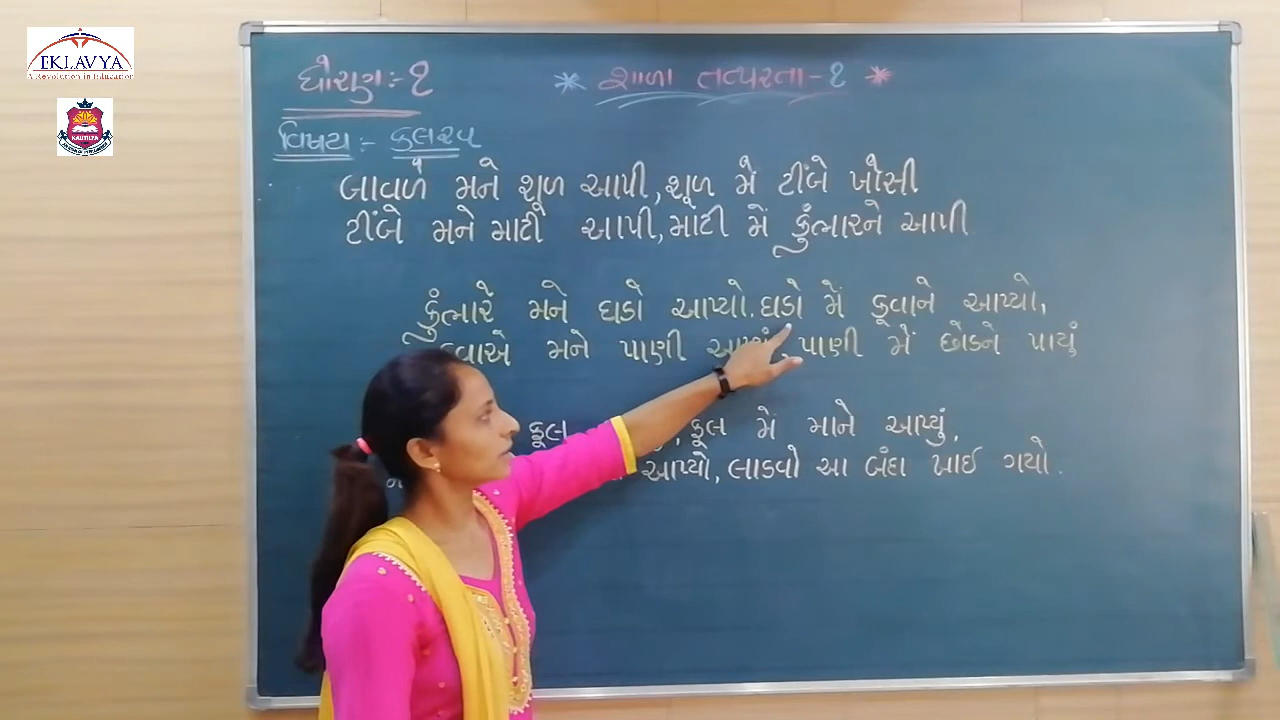 EKLAVYA
A Revolution in Education
KAUTILYA
ધોરણ :- ૧
* શાળા તત્પરતા - ૧ *
વિષય :- કલરવ
બાવળે મને શૂળ આપી, શૂળ મેં ટીંબે ખોસી
ટીંબે મને માટી આપી, માટી મેં કુંભારને આપી
કુંભારે મને ઘડો આપ્યો. ઘડો મેં કૂવાને આપ્યો,
મને પાણી પાણી મેં છોડને પાયું
ફૂલ , ફૂલ મેં માને આપ્યું.
આપ્યો, લાડવો આ બંદા ખાઈ ગયો.